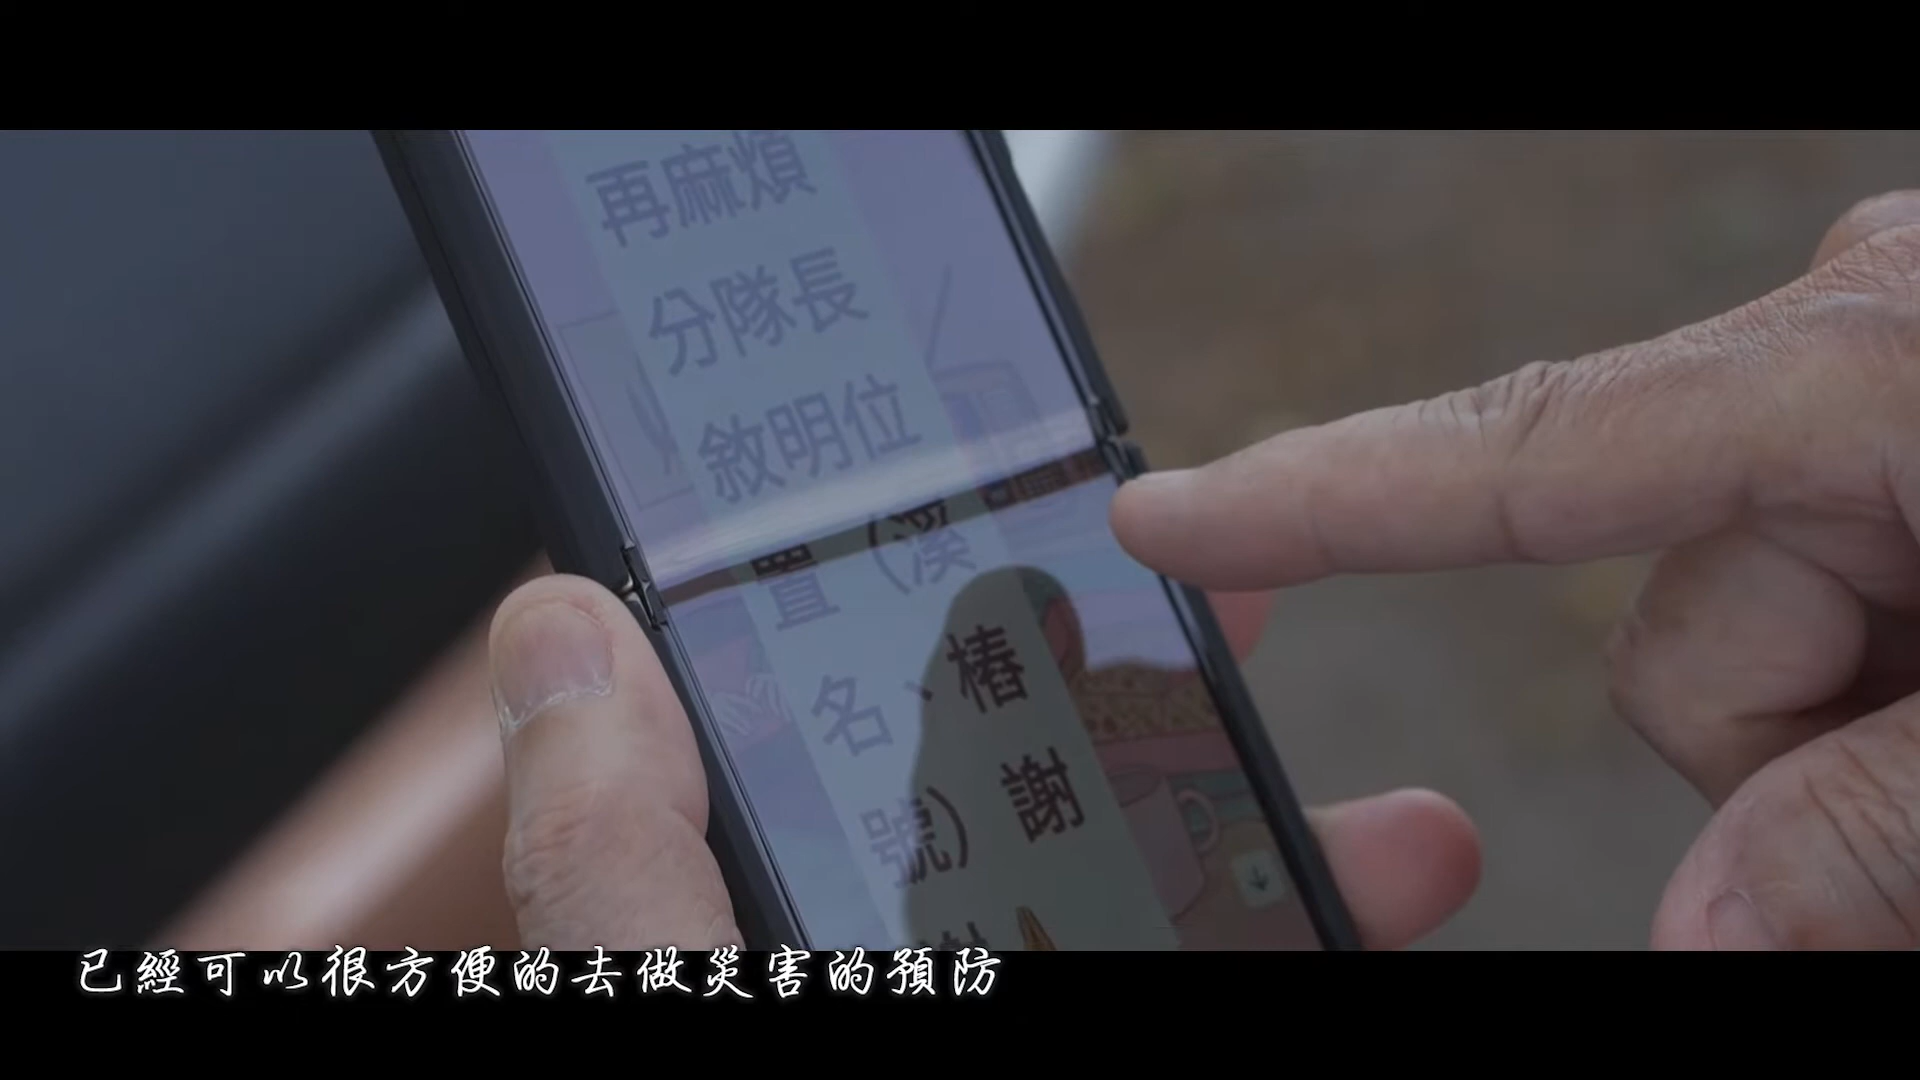 再麻煩
分隊長
敘明位
置（溪
名、樁
號）謝
已經可以很方便的去做災害的預防